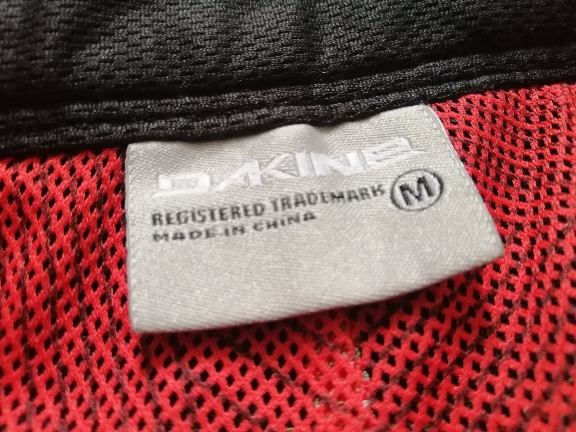 DAKINE
REGISTERED TRADEMARK M
MADE IN CHINA